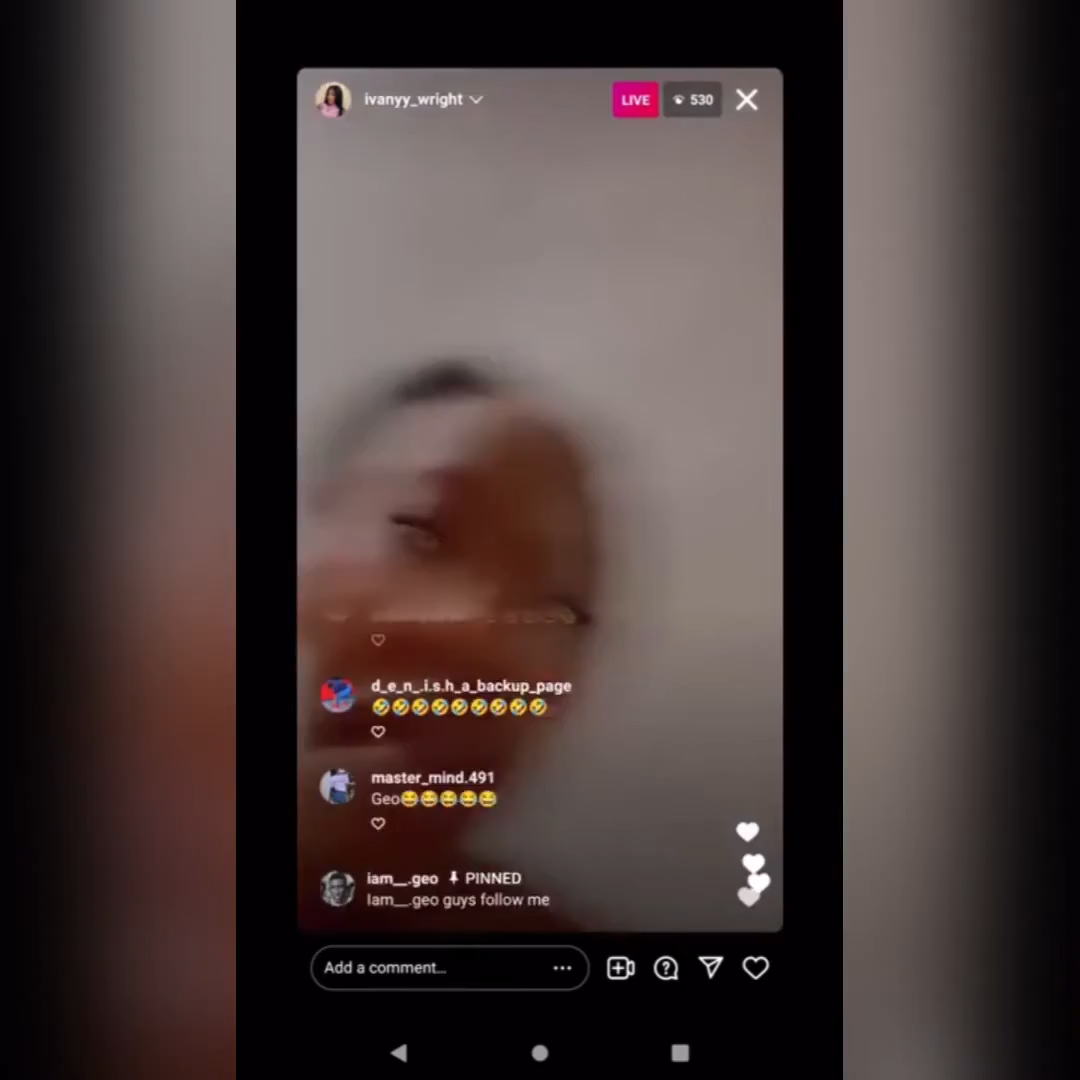 ivanyy_wright
LIVE
530
d_e_n_.i.s.h_a_backup_page
🤣🤣🤣🤣🤣🤣🤣🤣🤣
master_mind.491
Geo😂😂😂😂😂
iam__.geo PINNED
Iam__.geo guys follow me
Add a comment...